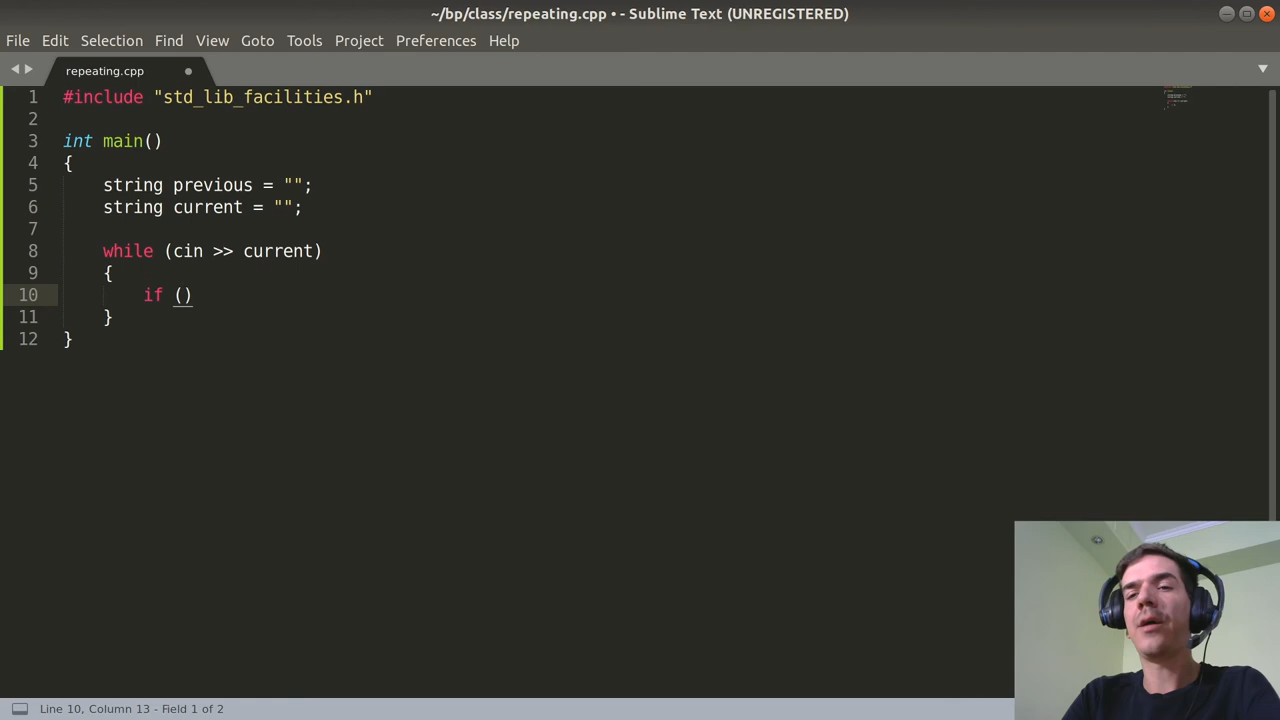 ~/bp/class/repeating.cpp • - Sublime Text (UNREGISTERED)
File Edit Selection Find View Goto Tools Project Preferences Help
repeating.cpp
1 #include "std_lib_facilities.h"
2
3 int main()
4 {
5 string previous = "";
6 string current = "";
7
8 while (cin >> current)
9 {
10 if ()
11 }
12 }
Line 10, Column 13 - Field 1 of 2